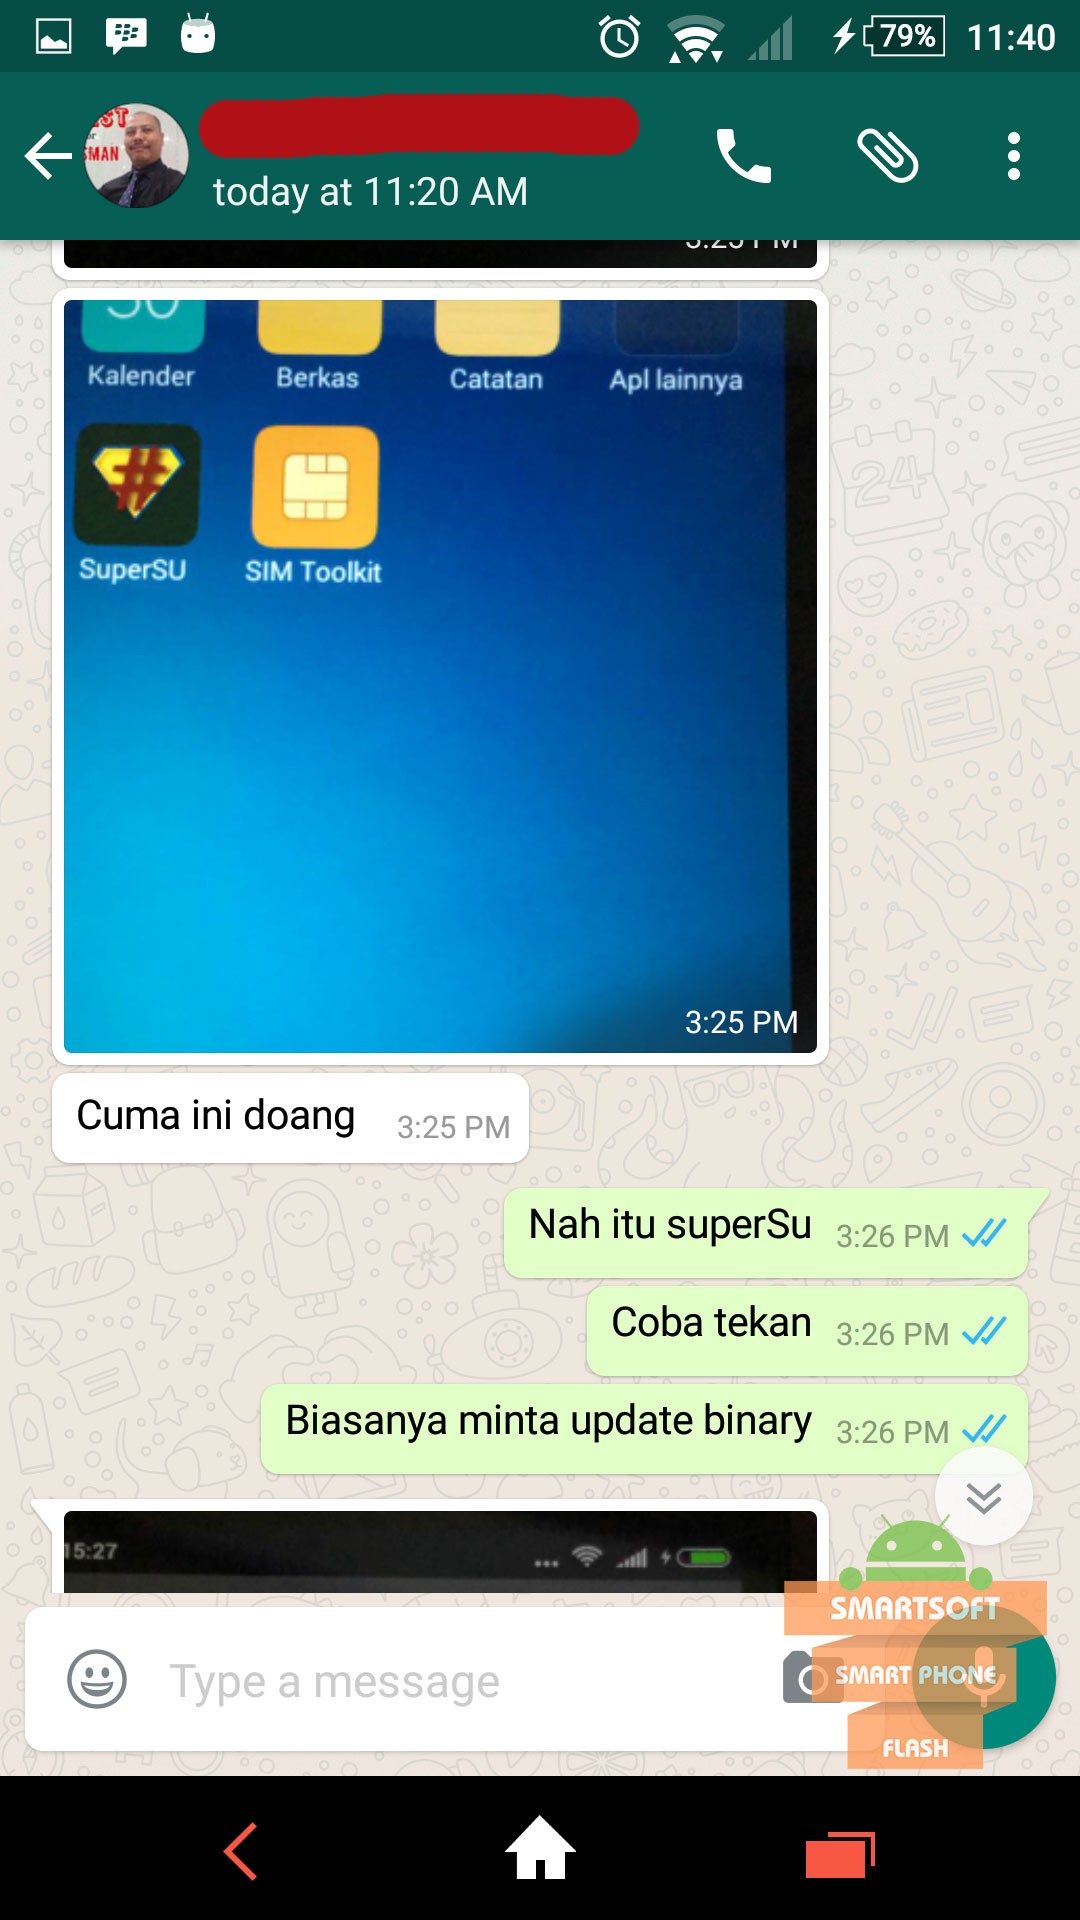 79% 11:40
today at 11:20 AM
3:25 PM
Kalender Berkas Catatan Apl lainnya
SuperSU SIM Toolkit
3:25 PM
Cuma ini doang 3:25 PM
Nah itu superSu 3:26 PM
Coba tekan 3:26 PM
Biasanya minta update binary 3:26 PM
15:27
Type a message
SMARTSOFT
SMART PHONE
FLASH